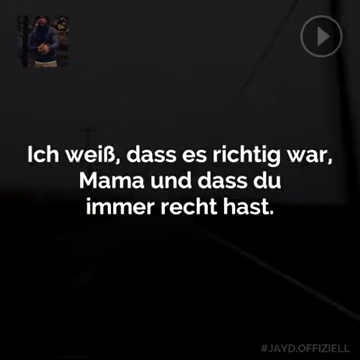 Ich weiß, dass es richtig war,
Mama und dass du
immer recht hast.
#JAYD.OFFIZIELL